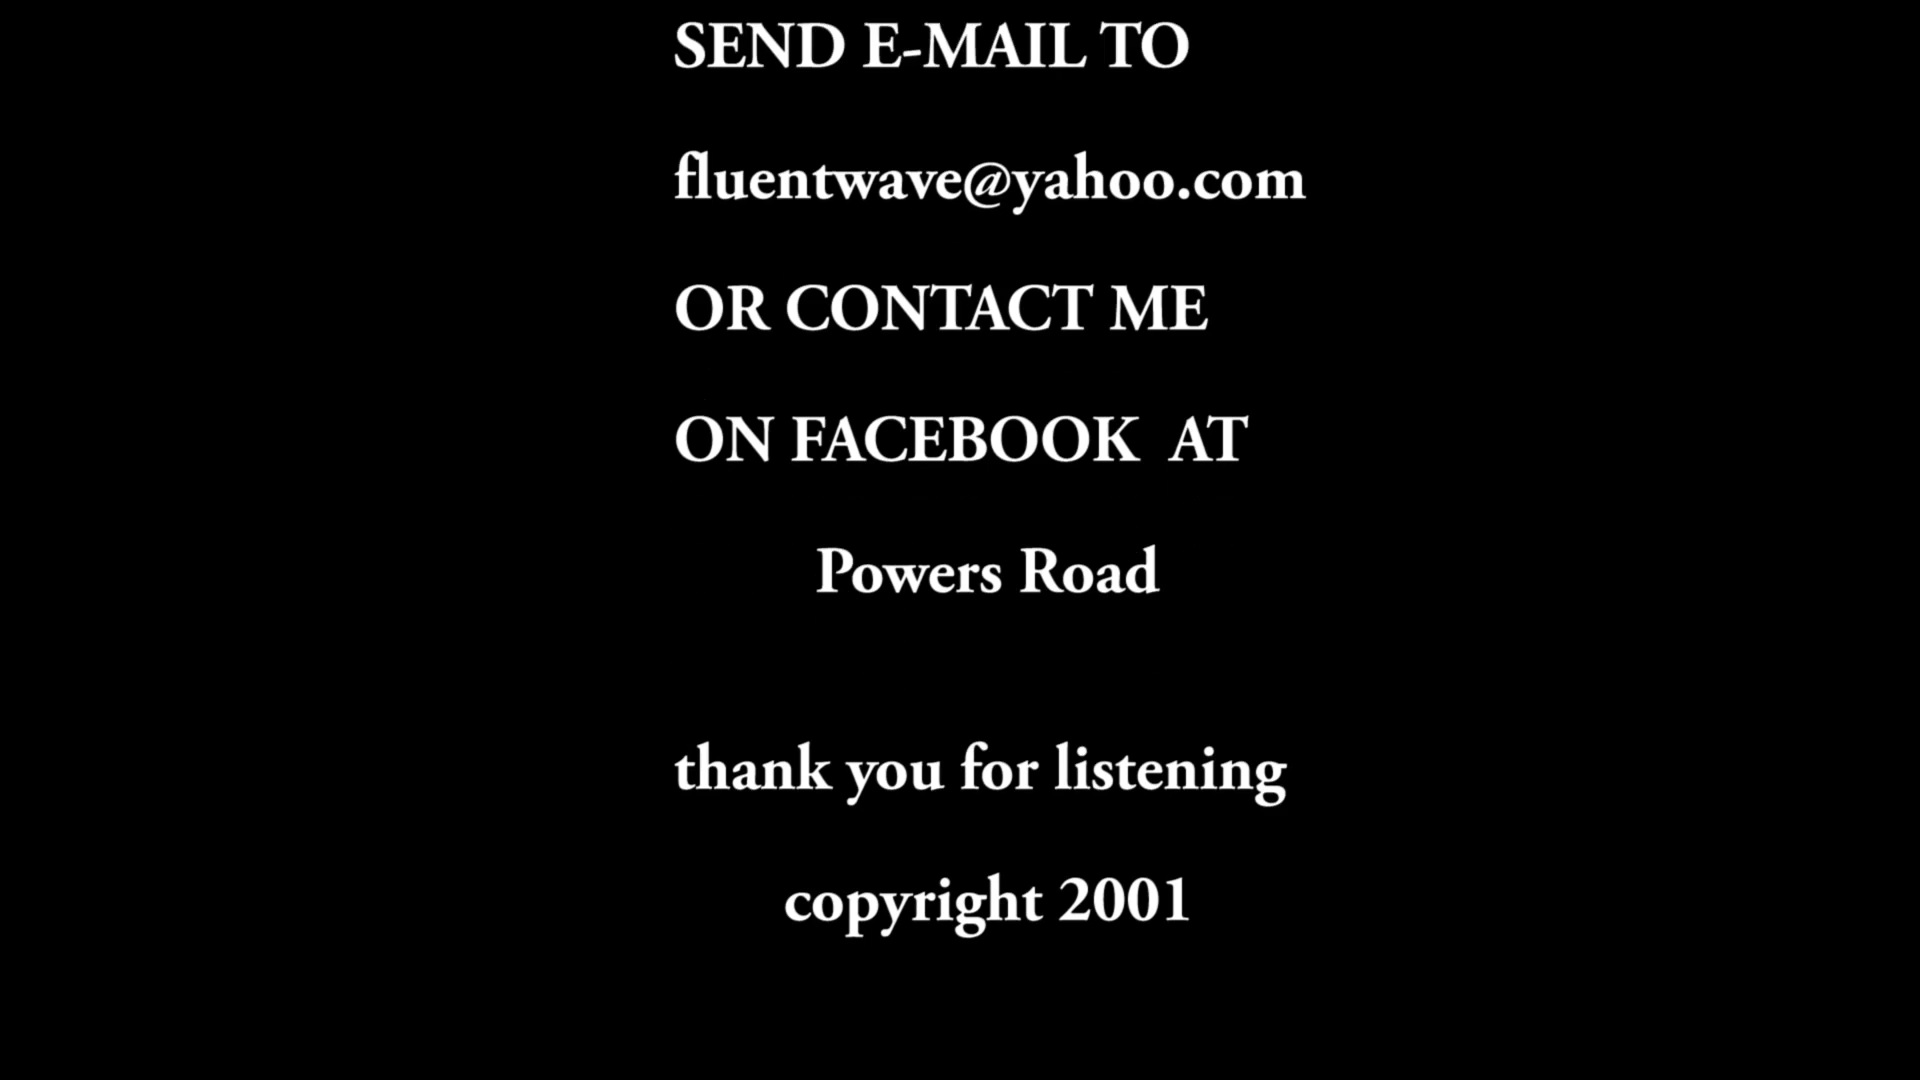 SEND E-MAIL TO
fluentwave@yahoo.com
OR CONTACT ME
ON FACEBOOK AT
Powers Road
thank you for listening
copyright 2001